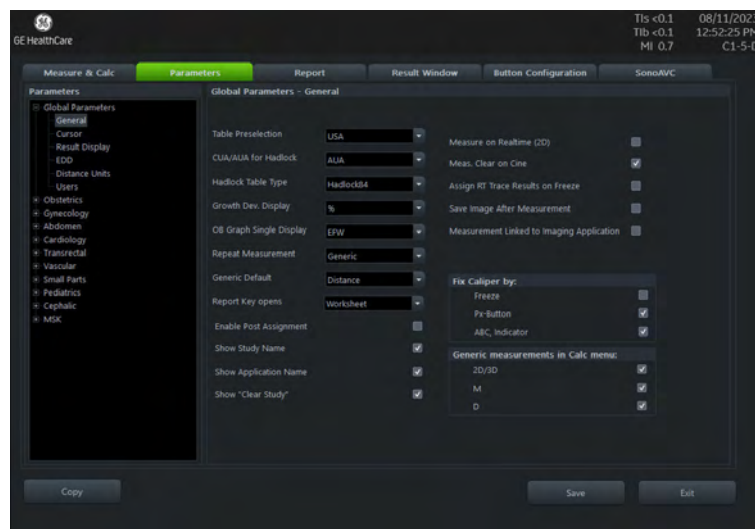 GE HealthCare
TIs <0.1
TIb <0.1
MI 0.7
08/11/202
12:52:25 PM
C1-5-D
Measure & Calc
Parameters
Report
Result Window
Button Configuration
SonoAVC
Parameters
Global Parameters
General
Cursor
Result Display
EDD
Distance Units
Users
Obstetrics
Gynecology
Abdomen
Cardiology
Transrectal
Vascular
Small Parts
Pediatrics
Cephalic
MSK
Global Parameters - General
Table Preselection USA
CUA/AUA for Hadlock AUA
Hadlock Table Type Hadlock84
Growth Dev. Display %
OB Graph Single Display EFW
Repeat Measurement Generic
Generic Default Distance
Report Key opens Worksheet
Enable Post Assignment
Show Study Name
Show Application Name
Show "Clear Study"
Measure on Realtime (2D)
Meas. Clear on Cine
Assign RT Trace Results on Freeze
Save Image After Measurement
Measurement Linked to Imaging Application
Fix Caliper by:
Freeze
Px-Button
ABC, Indicator
Generic measurements in Calc menu:
2D/3D
M
D
Copy
Save
Exit